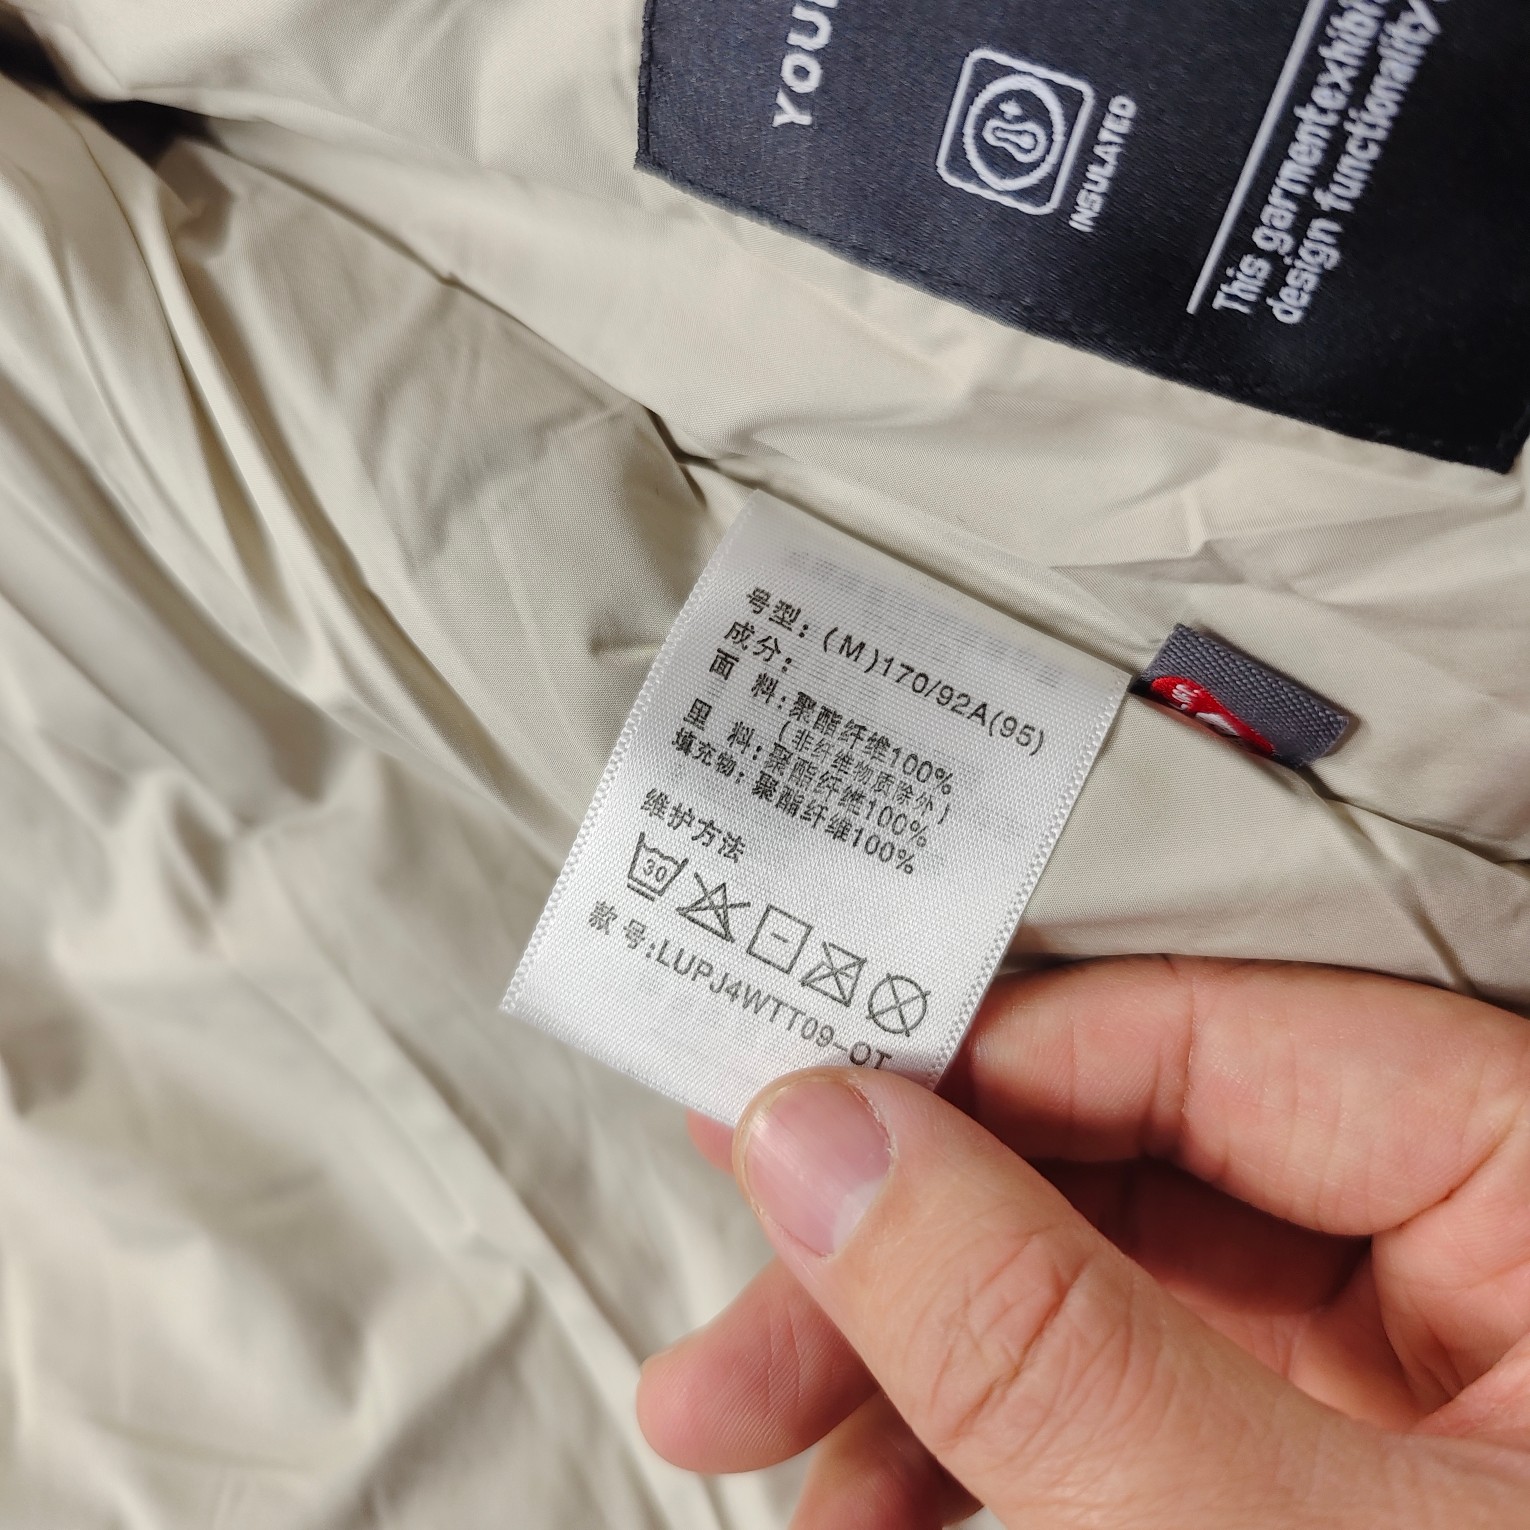 YOU
INSULATED
This garment exhibi
design functionality
号型：(M)170/92A(95)
成分：
面 料：聚酯纤维100%
(非纤维物质除外)
里 料：聚酯纤维100%
填充物：聚酯纤维100%
维护方法
30
款 号：LUPJ4WTT09-OT